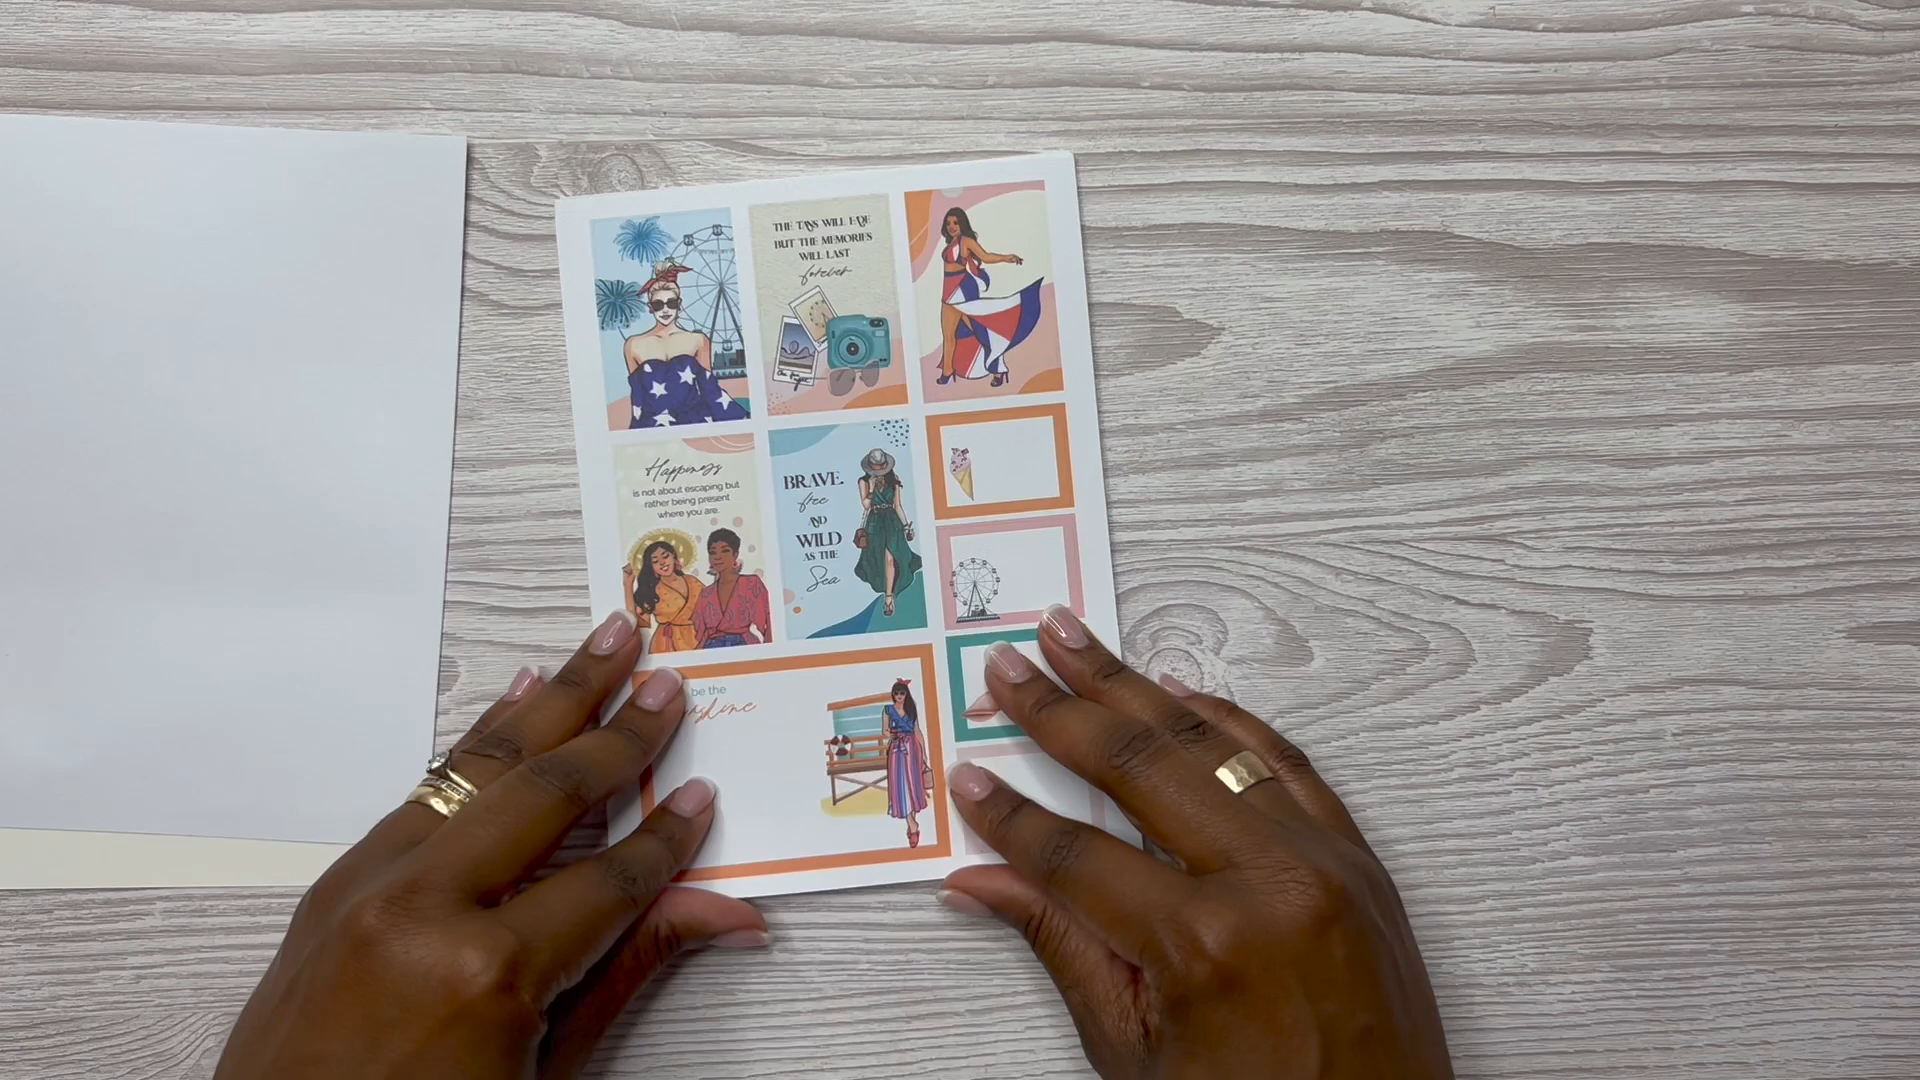 THE TANS WILL FADE
BUT THE MEMORIES
WILL LAST
forever
Happiness
is not about escaping but
rather being present
where you are.
BRAVE.
free
AND
WILD
AS THE
Sea
be the